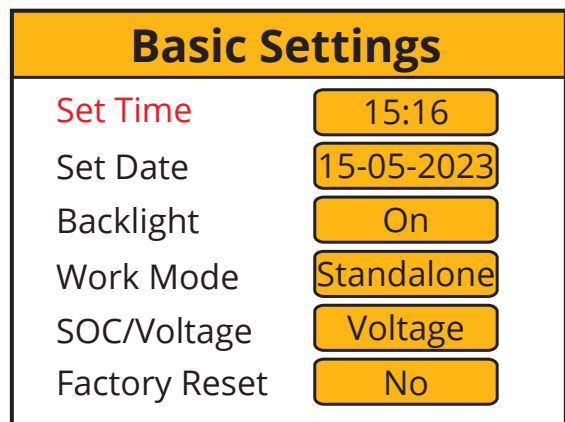 Basic Settings
Set Time 15:16
Set Date 15-05-2023
Backlight On
Work Mode Standalone
SOC/Voltage Voltage
Factory Reset No